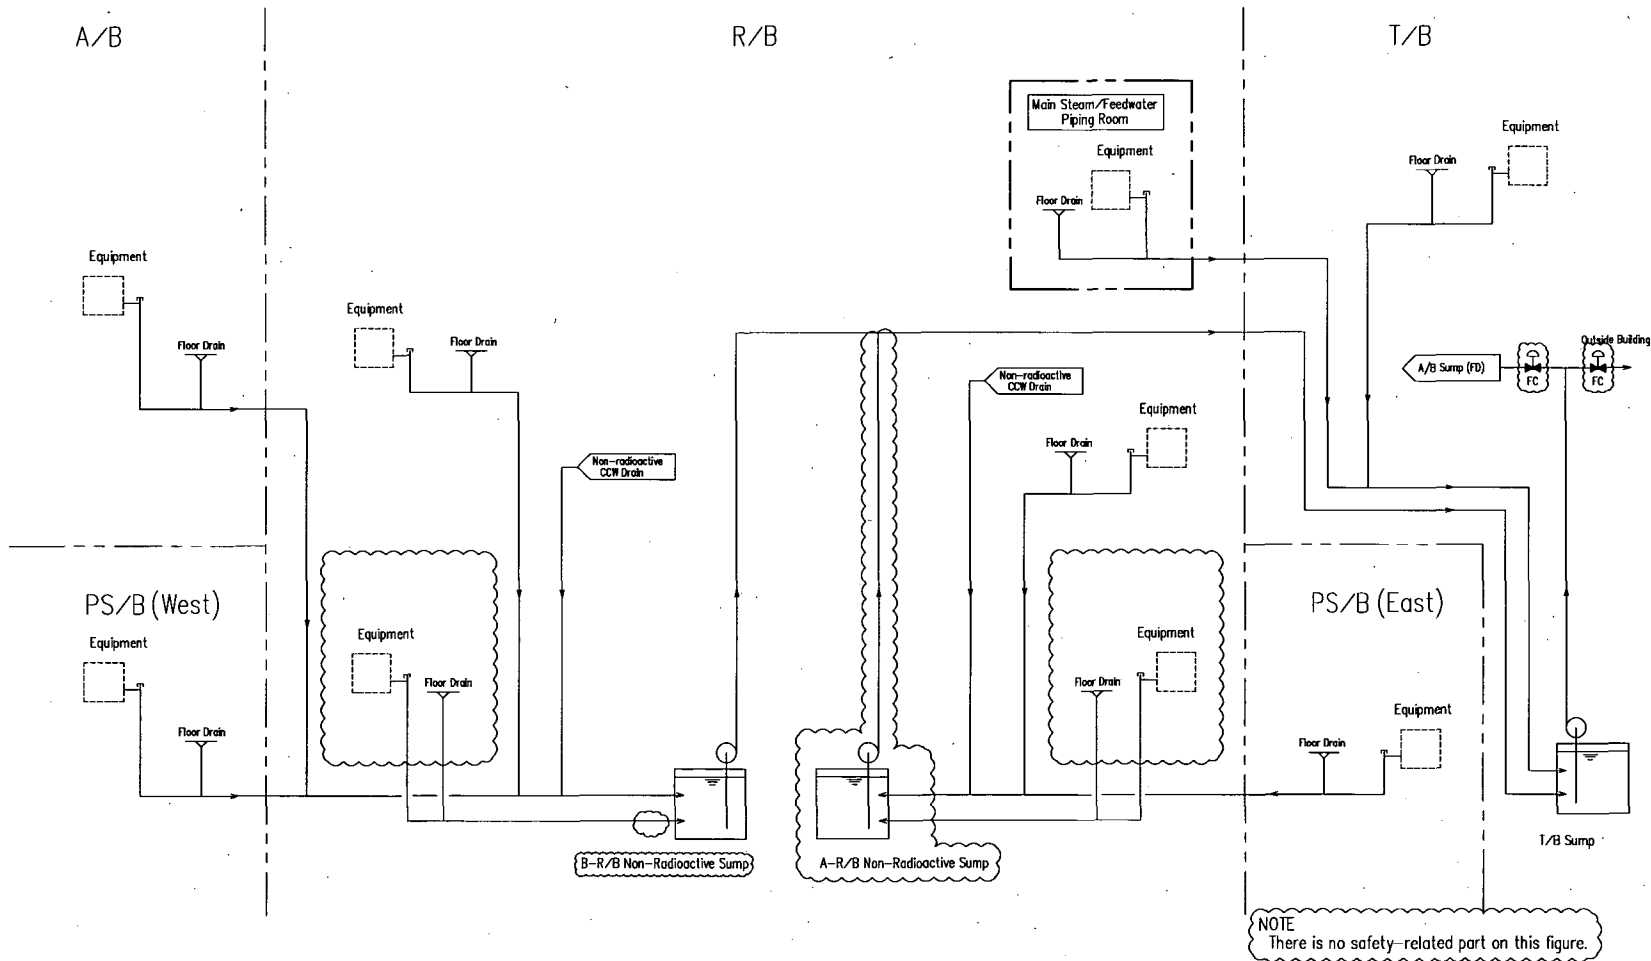 A/B
R/B
T/B
Main Steam/Feedwater
Piping Room
Equipment
Floor Drain
Equipment
Floor Drain
Equipment
Floor Drain
Equipment
Floor Drain
Outside Building
A/B Sump (FD)
FC
FC
Non-radioactive
CCW Drain
Equipment
Floor Drain
Non-radioactive
CCW Drain
Equipment
Floor Drain
PS/B (West)
PS/B (East)
Equipment
Floor Drain
Equipment
Floor Drain
Equipment
Floor Drain
Equipment
Floor Drain
B-R/B Non-Radioactive Sump
A-R/B Non-Radioactive Sump
T/B Sump
NOTE
There is no safety-related part on this figure.